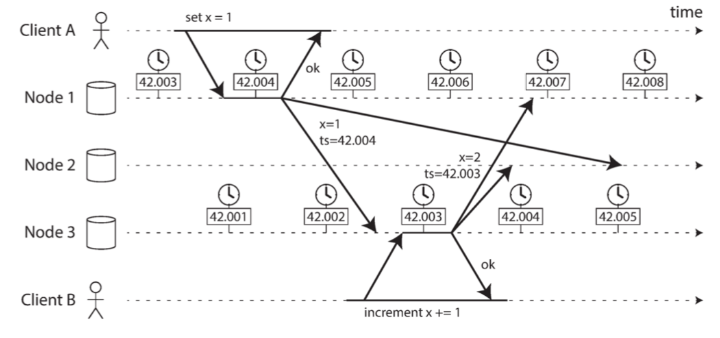 time
set x = 1
Client A
ok
42.003 42.004 42.005 42.006 42.007 42.008
Node 1
x=1
ts=42.004
x=2
ts=42.003
Node 2
42.001 42.002 42.003 42.004 42.005
Node 3
ok
Client B
increment x += 1